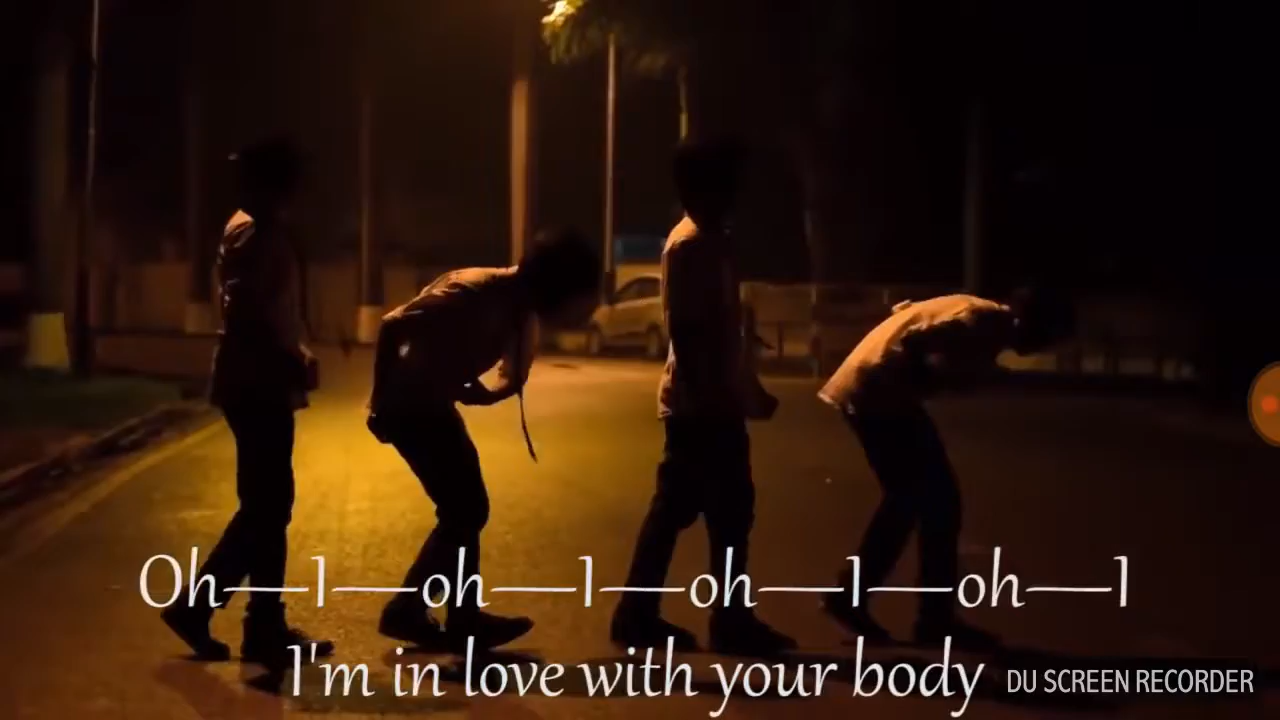 Oh—I—oh—I—oh—I—oh—I
I'm in love with your body
DU SCREEN RECORDER